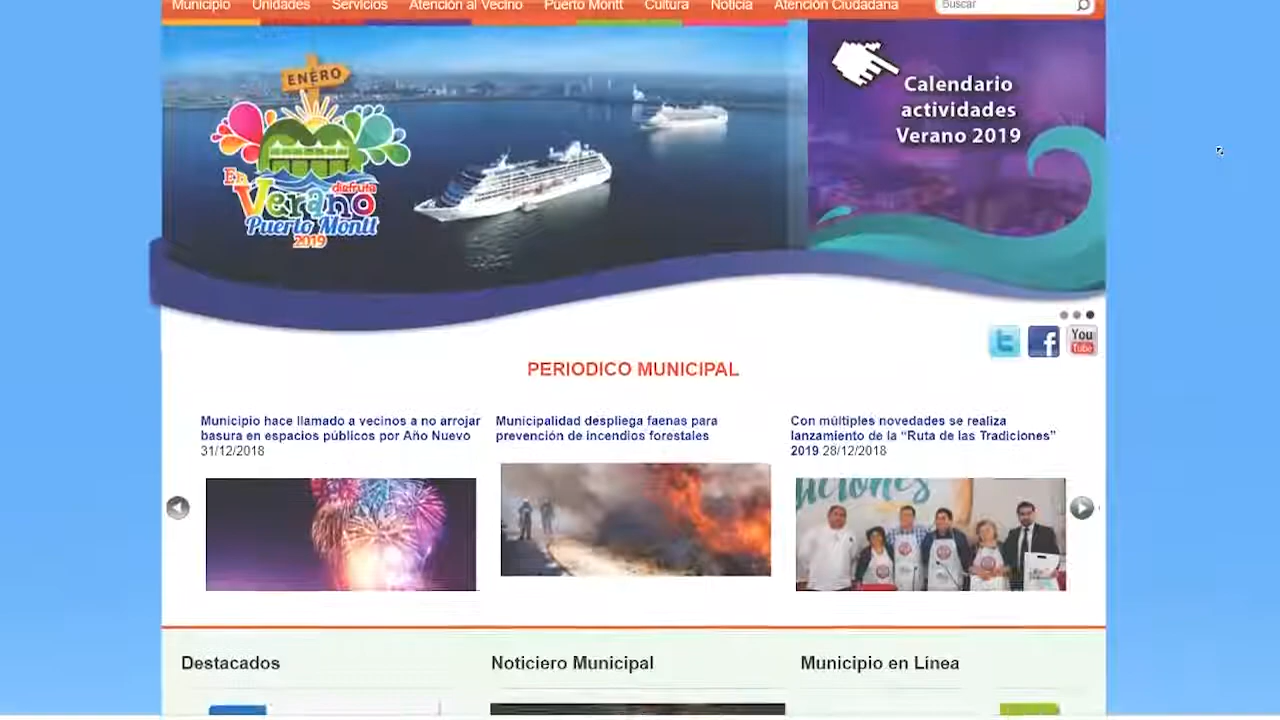 Municipio Unidades Servicios Atención al Vecino Puerto Montt Cultura Noticia Atención Ciudadana Buscar
ENERO
En
Verano
disfruta
Puerto Montt
2019
Calendario
actividades
Verano 2019
You
Tube
PERIODICO MUNICIPAL
Municipio hace llamado a vecinos a no arrojar
basura en espacios públicos por Año Nuevo
31/12/2018
Municipalidad despliega faenas para
prevención de incendios forestales
Con múltiples novedades se realiza
lanzamiento de la “Ruta de las Tradiciones”
2019 28/12/2018
Destacados
Noticiero Municipal
Municipio en Línea